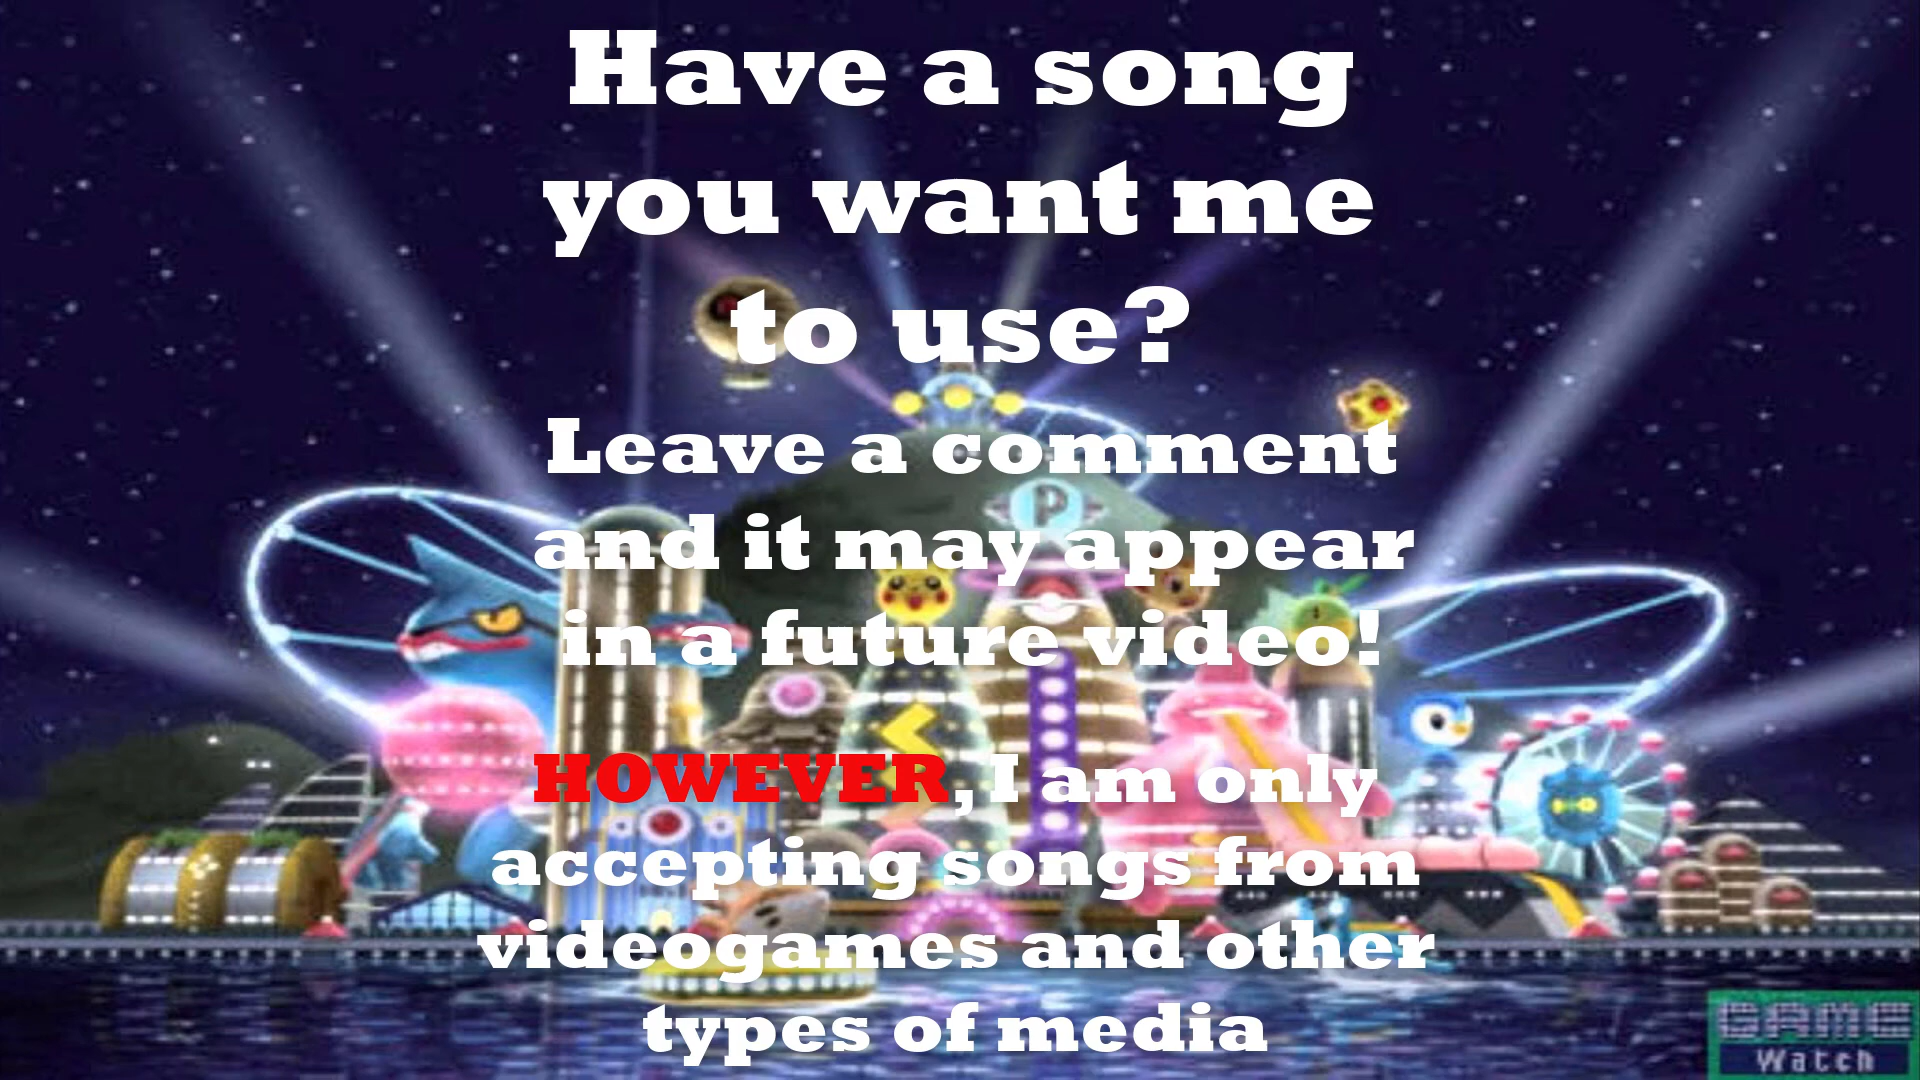 Have a song
you want me
to use?
Leave a comment
and it may appear
in a future video!
HOWEVER, I am only
accepting songs from
videogames and other
types of media
P
GAME
Watch